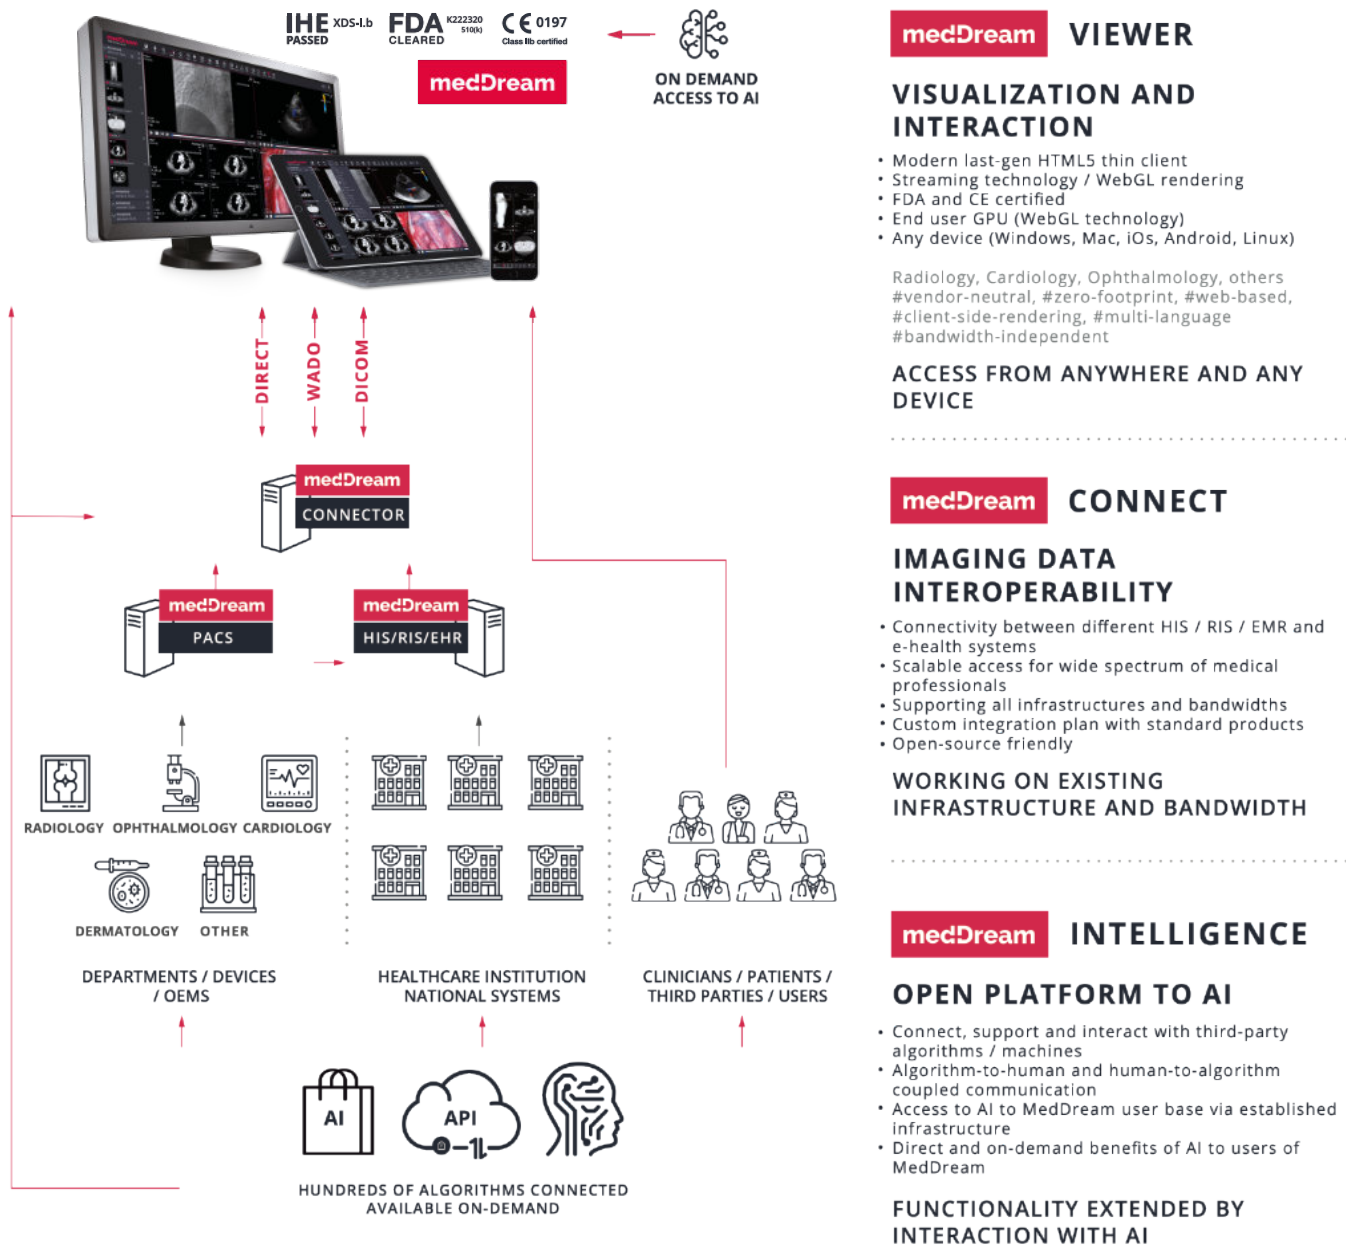 IHE XDS-I.b
PASSED
FDA K222320
510(k)
CLEARED
CE 0197
Class IIb certified
medDream
ON DEMAND
ACCESS TO AI
DIRECT
WADO
DICOM
medDream
CONNECTOR
medDream
PACS
medDream
HIS/RIS/EHR
RADIOLOGY
OPHTHALMOLOGY
CARDIOLOGY
DERMATOLOGY
OTHER
DEPARTMENTS / DEVICES
/ OEMS
HEALTHCARE INSTITUTION
NATIONAL SYSTEMS
CLINICIANS / PATIENTS /
THIRD PARTIES / USERS
AI
API
HUNDREDS OF ALGORITHMS CONNECTED
AVAILABLE ON-DEMAND
medDream VIEWER
VISUALIZATION AND
INTERACTION
• Modern last-gen HTML5 thin client
• Streaming technology / WebGL rendering
• FDA and CE certified
• End user GPU (WebGL technology)
• Any device (Windows, Mac, iOs, Android, Linux)
Radiology, Cardiology, Ophthalmology, others
#vendor-neutral, #zero-footprint, #web-based,
#client-side-rendering, #multi-language
#bandwidth-independent
ACCESS FROM ANYWHERE AND ANY
DEVICE
medDream CONNECT
IMAGING DATA
INTEROPERABILITY
• Connectivity between different HIS / RIS / EMR and
e-health systems
• Scalable access for wide spectrum of medical
professionals
• Supporting all infrastructures and bandwidths
• Custom integration plan with standard products
• Open-source friendly
WORKING ON EXISTING
INFRASTRUCTURE AND BANDWIDTH
medDream INTELLIGENCE
OPEN PLATFORM TO AI
• Connect, support and interact with third-party
algorithms / machines
• Algorithm-to-human and human-to-algorithm
coupled communication
• Access to AI to MedDream user base via established
infrastructure
• Direct and on-demand benefits of AI to users of
MedDream
FUNCTIONALITY EXTENDED BY
INTERACTION WITH AI